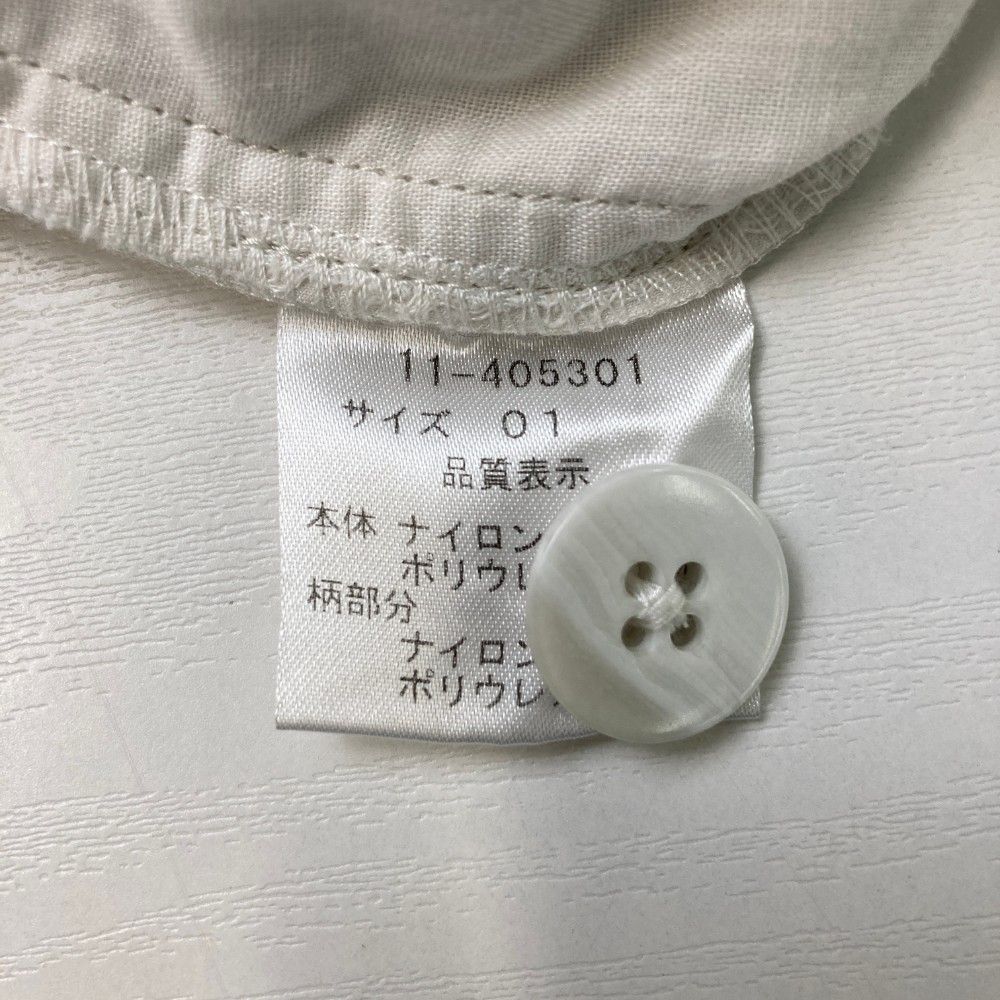 11-405301
サイズ 01
品質表示
本体 ナイロン
ポリウレ
柄部分
ナイロン
ポリウレ